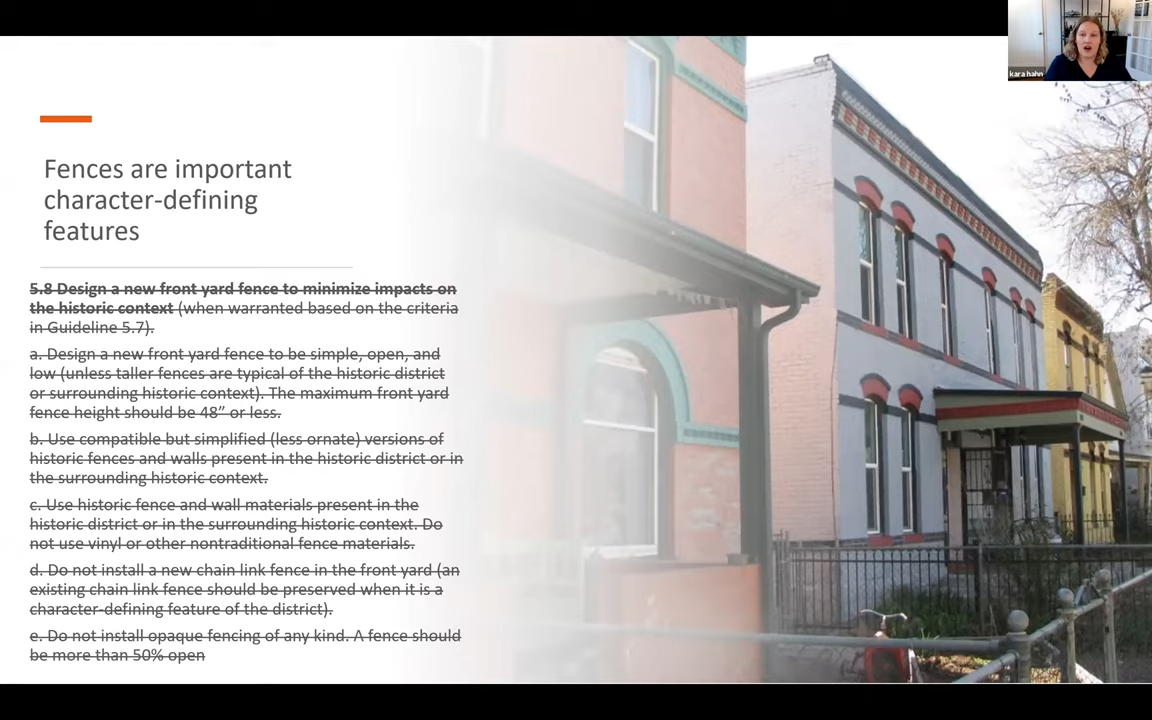 kara hahn
Fences are important
character-defining
features
5.8 Design a new front yard fence to minimize impacts on
the historic context (when warranted based on the criteria
in Guideline 5.7).
a. Design a new front yard fence to be simple, open, and
low (unless taller fences are typical of the historic district
or surrounding historic context). The maximum front yard
fence height should be 48” or less.
b. Use compatible but simplified (less ornate) versions of
historic fences and walls present in the historic district or in
the surrounding historic context.
c. Use historic fence and wall materials present in the
historic district or in the surrounding historic context. Do
not use vinyl or other nontraditional fence materials.
d. Do not install a new chain link fence in the front yard (an
existing chain link fence should be preserved when it is a
character-defining feature of the district).
e. Do not install opaque fencing of any kind. A fence should
be more than 50% open